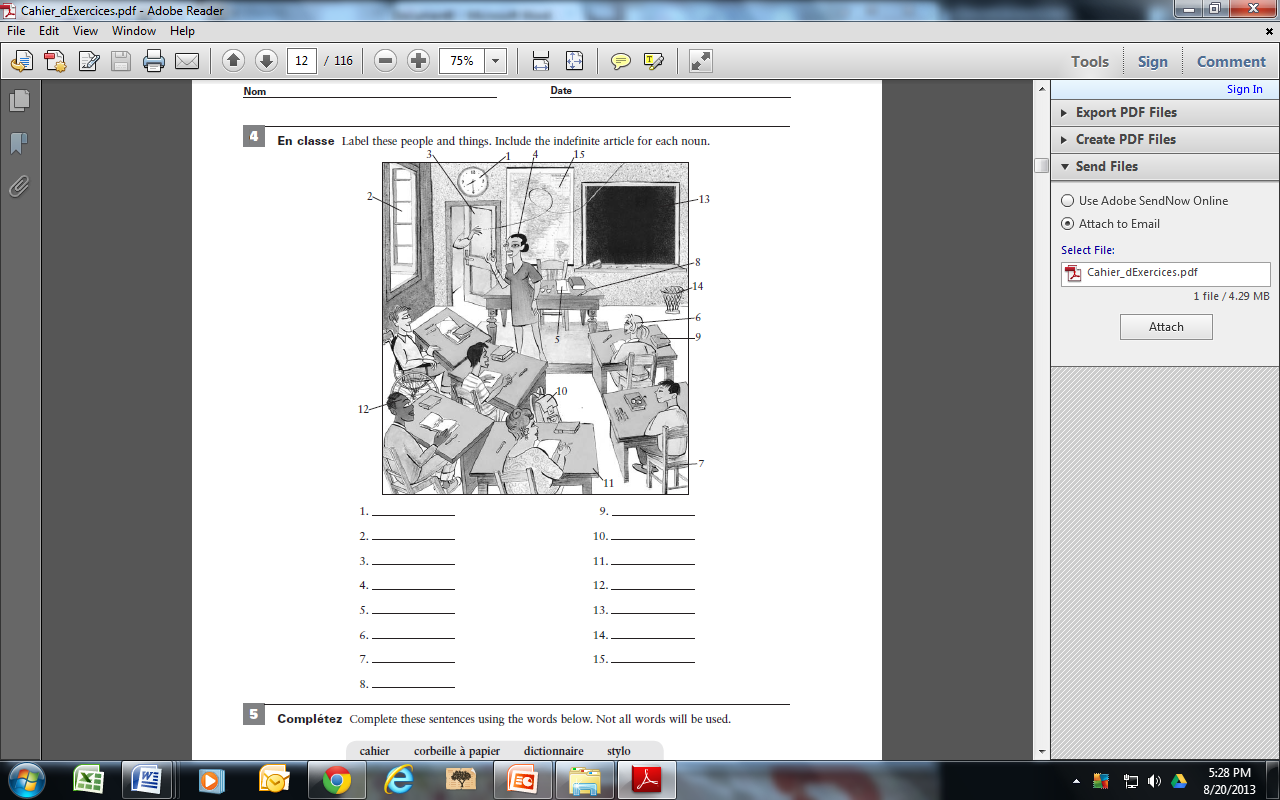 Cahier_dExercices.pdf - Adobe Reader
File Edit View Window Help
12 / 116 75% Tools Sign Comment
Sign In
Export PDF Files
Create PDF Files
Send Files
Use Adobe SendNow Online
Attach to Email
Select File:
Cahier_dExercices.pdf
1 file / 4.29 MB
Attach
Nom Date
4 En classe Label these people and things. Include the indefinite article for each noun.
3 1 4 15
2
13
8
14
6
5 9
10
12
7
11
1. 9.
2. 10.
3. 11.
4. 12.
5. 13.
6. 14.
7. 15.
8.
5 Complétez Complete these sentences using the words below. Not all words will be used.
cahier corbeille à papier dictionnaire stylo
5:28 PM
8/20/2013